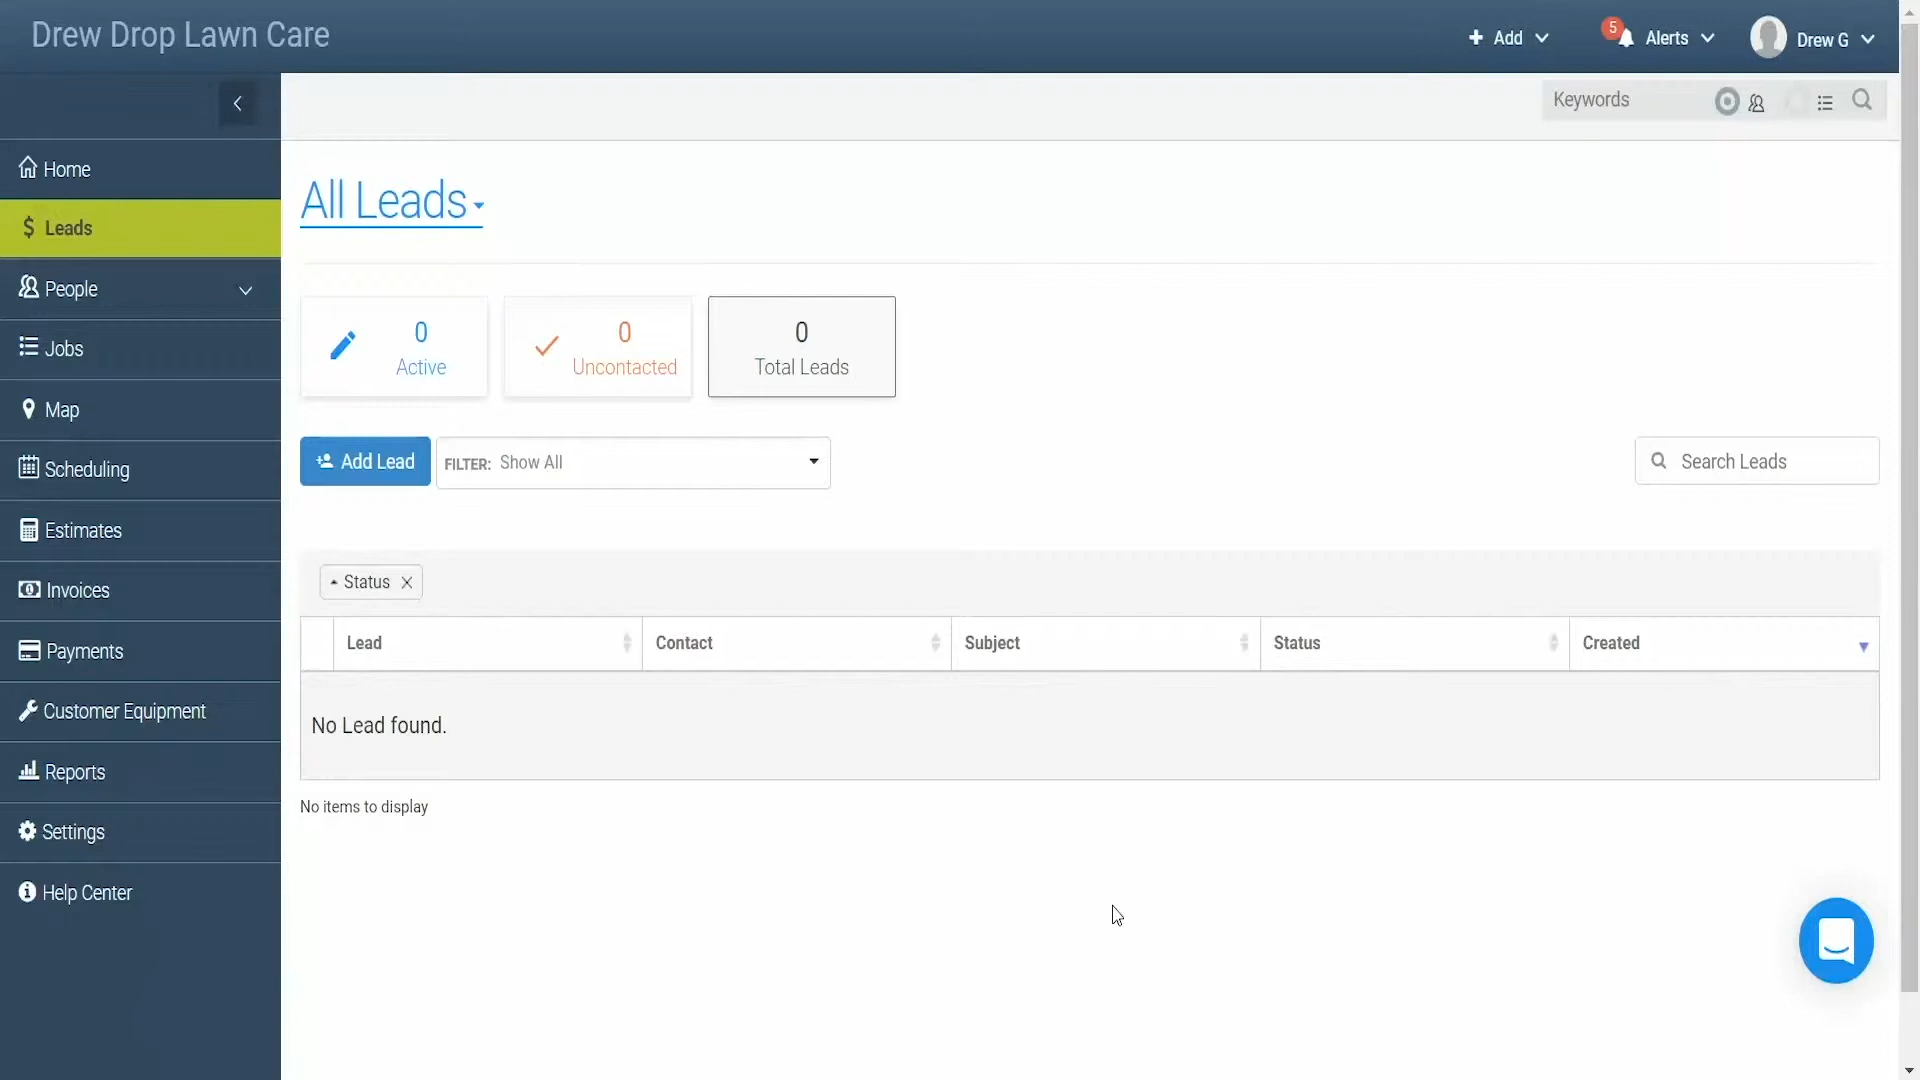 Drew Drop Lawn Care
Add
5
Alerts
Drew G
Keywords
Home
Leads
People
Jobs
Map
Scheduling
Estimates
Invoices
Payments
Customer Equipment
Reports
Settings
Help Center
All Leads
0
Active
0
Uncontacted
0
Total Leads
Add Lead
FILTER: Show All
Search Leads
Status
Lead Contact Subject Status Created
No Lead found.
No items to display